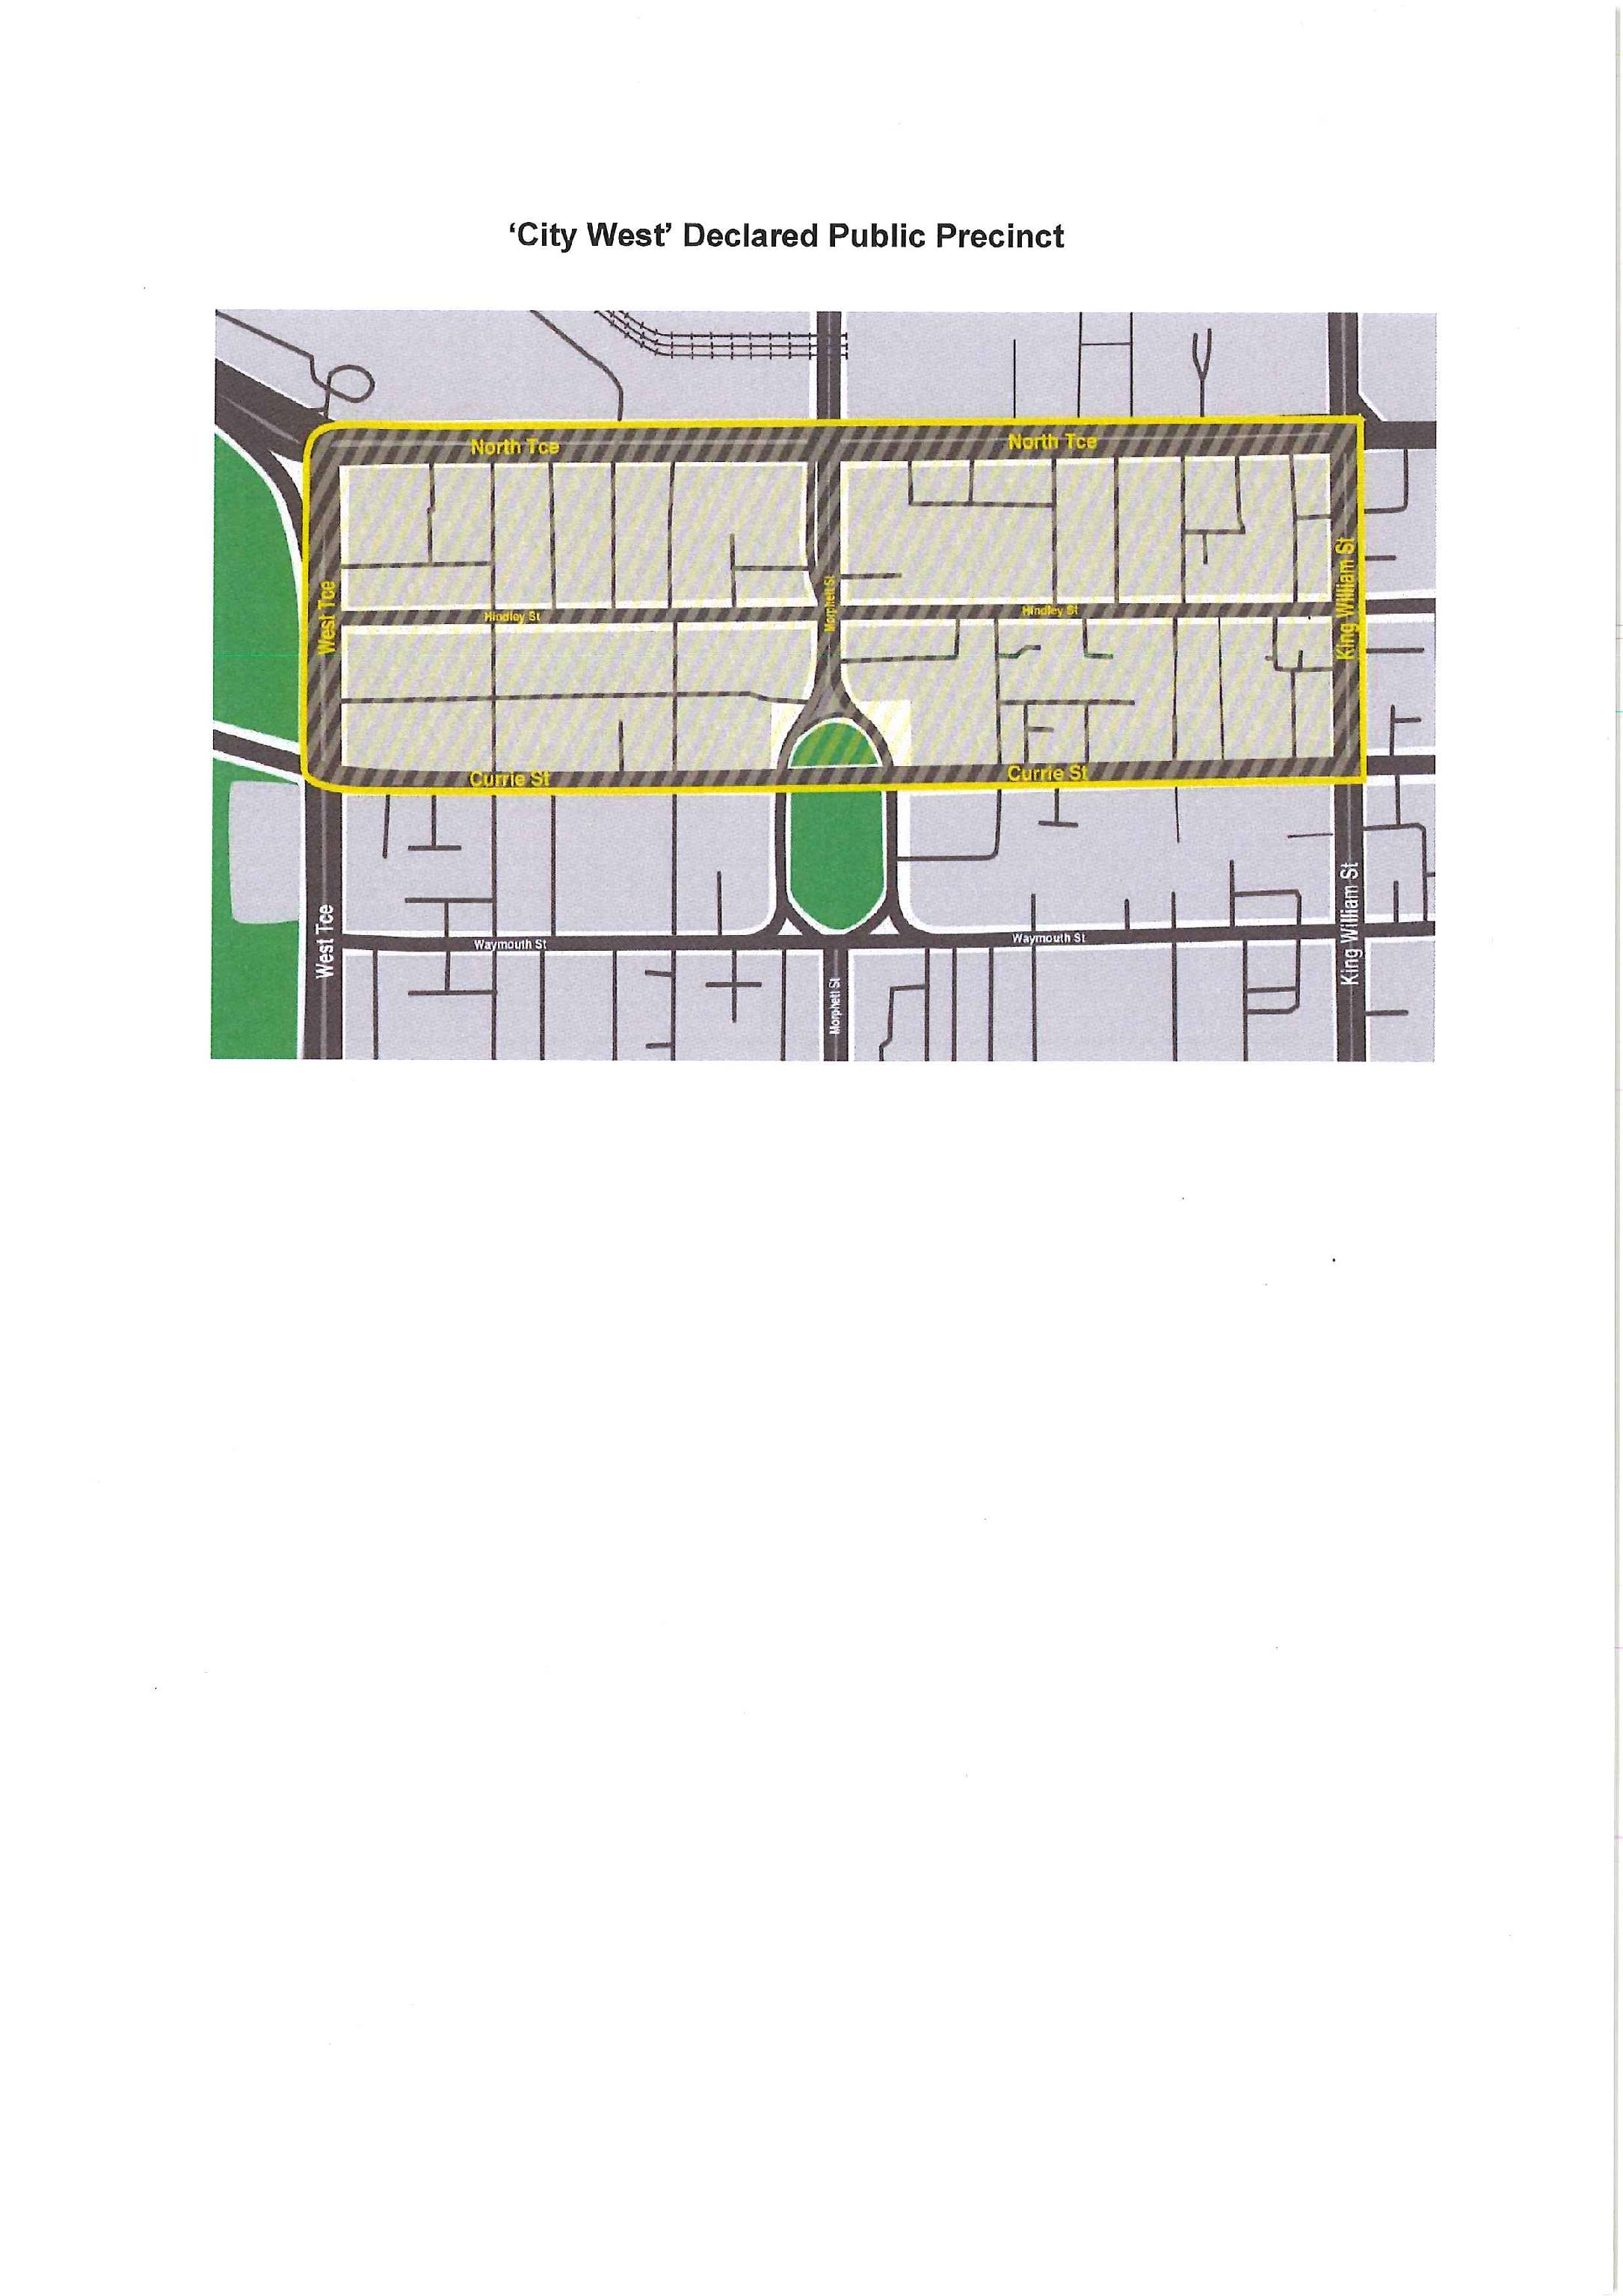 ‘City West’ Declared Public Precinct
North Tce
North Tce
West Tce
Hindley St
Morphett St
Hindley St
King William St
Currie St
Currie St
West Tce
Waymouth St
Morphett St
Waymouth St
King William St